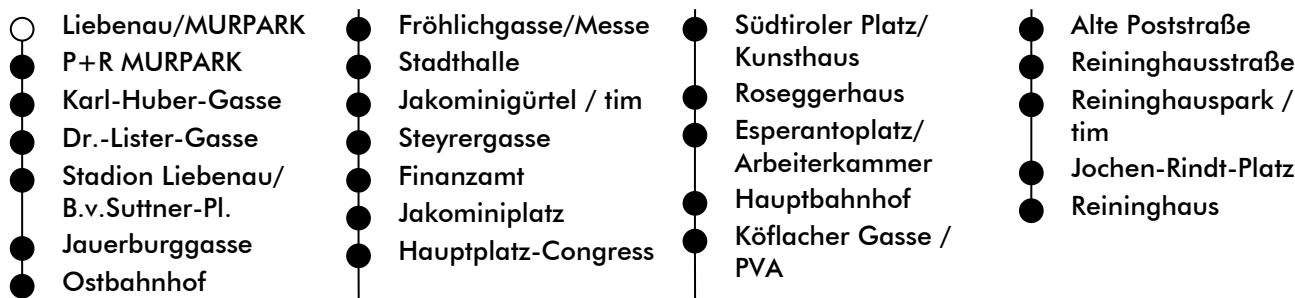 Liebenau/MURPARK
P+R MURPARK
Karl-Huber-Gasse
Dr.-Lister-Gasse
Stadion Liebenau/
B.v.Suttner-Pl.
Jauerburggasse
Ostbahnhof
Fröhlichgasse/Messe
Stadthalle
Jakominigürtel / tim
Steyrergasse
Finanzamt
Jakominiplatz
Hauptplatz-Congress
Südtiroler Platz/
Kunsthaus
Roseggerhaus
Esperantoplatz/
Arbeiterkammer
Hauptbahnhof
Köflacher Gasse /
PVA
Alte Poststraße
Reininghausstraße
Reininghauspark /
tim
Jochen-Rindt-Platz
Reininghaus